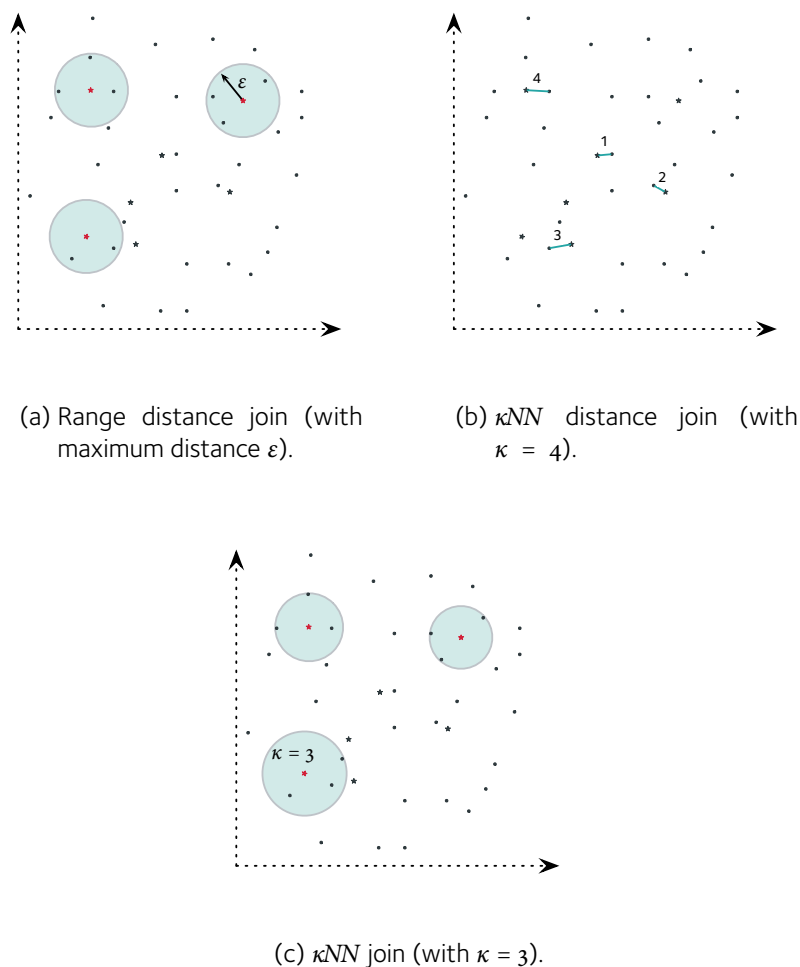 ε
4
1
2
3
(a) Range distance join (with
maximum distance ε).
(b) κNN distance join (with
κ = 4).
κ = 3
(c) κNN join (with κ = 3).